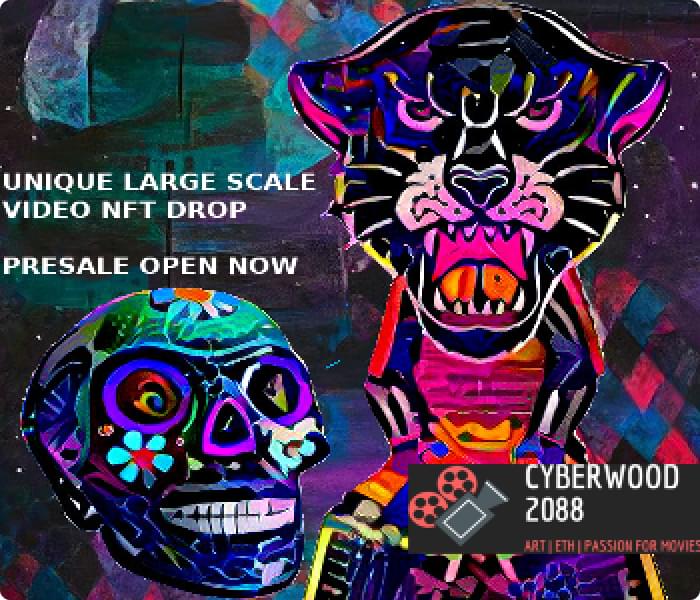 UNIQUE LARGE SCALE
VIDEO NFT DROP
PRESALE OPEN NOW
CYBERWOOD
2088
ART | ETH | PASSION FOR MOVIES